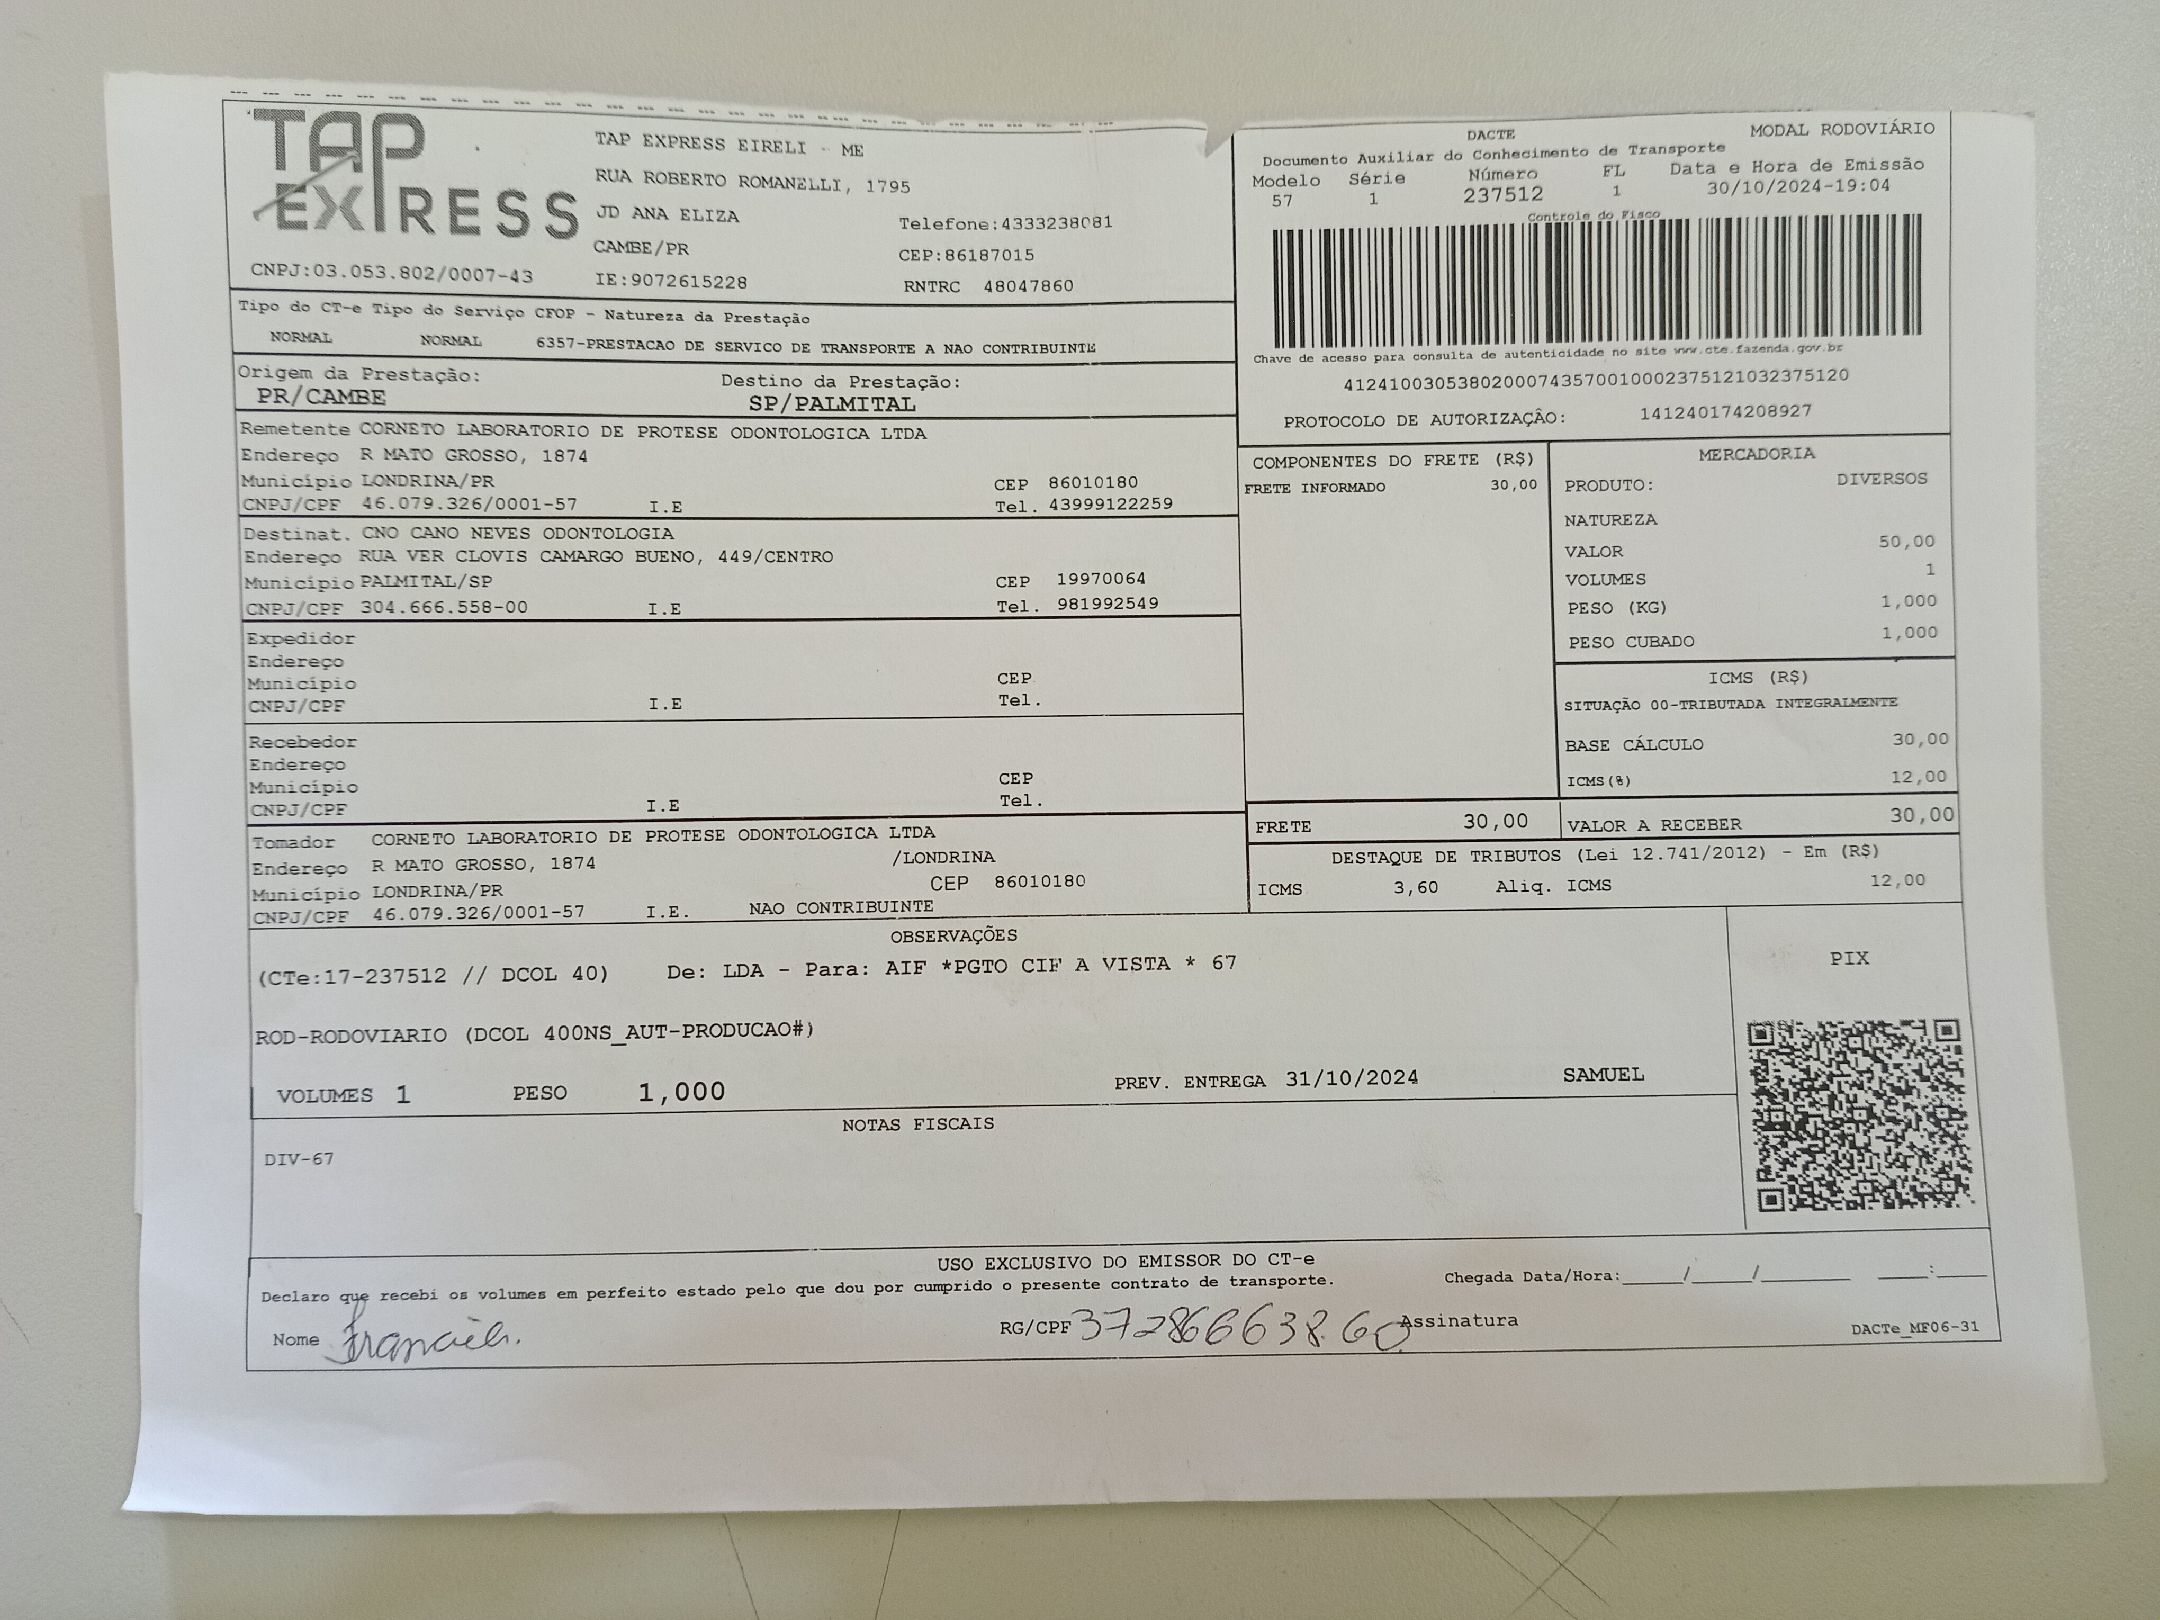 TAP
EXPRESS
CNPJ:03.053.802/0007-43
TAP EXPRESS EIRELI - ME
RUA ROBERTO ROMANELLI, 1795
JD ANA ELIZA
CAMBE/PR
IE:9072615228
Telefone:4333238081
CEP:86187015
RNTRC 48047860
DACTE MODAL RODOVIÁRIO
Documento Auxiliar do Conhecimento de Transporte
Modelo Série Número FL Data e Hora de Emissão
57 1 237512 1 30/10/2024-19:04
Controle do Fisco
Chave de acesso para consulta de autenticidade no site www.cte.fazenda.gov.br
41241003053802000743570010002375121032375120
PROTOCOLO DE AUTORIZAÇÃO: 141240174208927
Tipo do CT-e Tipo do Serviço CFOP - Natureza da Prestação
NORMAL NORMAL 6357-PRESTACAO DE SERVICO DE TRANSPORTE A NAO CONTRIBUINTE
Origem da Prestação: Destino da Prestação:
PR/CAMBE SP/PALMITAL
Remetente CORNETO LABORATORIO DE PROTESE ODONTOLOGICA LTDA
Endereço R MATO GROSSO, 1874
Município LONDRINA/PR CEP 86010180
CNPJ/CPF 46.079.326/0001-57 I.E Tel. 43999122259
Destinat. CNO CANO NEVES ODONTOLOGIA
Endereço RUA VER CLOVIS CAMARGO BUENO, 449/CENTRO
Município PALMITAL/SP CEP 19970064
CNPJ/CPF 304.666.558-00 I.E Tel. 981992549
Expedidor
Endereço
Município CEP
CNPJ/CPF I.E Tel.
Recebedor
Endereço
Município CEP
CNPJ/CPF I.E Tel.
Tomador CORNETO LABORATORIO DE PROTESE ODONTOLOGICA LTDA
Endereço R MATO GROSSO, 1874 /LONDRINA
Município LONDRINA/PR CEP 86010180
CNPJ/CPF 46.079.326/0001-57 I.E. NAO CONTRIBUINTE
COMPONENTES DO FRETE (R$)
FRETE INFORMADO 30,00
MERCADORIA
PRODUTO: DIVERSOS
NATUREZA
VALOR 50,00
VOLUMES 1
PESO (KG) 1,000
PESO CUBADO 1,000
ICMS (R$)
SITUAÇÃO 00-TRIBUTADA INTEGRALMENTE
BASE CÁLCULO 30,00
ICMS(%) 12,00
FRETE 30,00 VALOR A RECEBER 30,00
DESTAQUE DE TRIBUTOS (Lei 12.741/2012) - Em (R$)
ICMS 3,60 Aliq. ICMS 12,00
OBSERVAÇÕES
(CTe:17-237512 // DCOL 40) De: LDA - Para: AIF *PGTO CIF A VISTA * 67
ROD-RODOVIARIO (DCOL 400NS_AUT-PRODUCAO#)
VOLUMES 1 PESO 1,000 PREV. ENTREGA 31/10/2024 SAMUEL
PIX
NOTAS FISCAIS
DIV-67
USO EXCLUSIVO DO EMISSOR DO CT-e
Declaro que recebi os volumes em perfeito estado pelo que dou por cumprido o presente contrato de transporte. Chegada Data/Hora:_____/_____/_______ ____:____
Nome RG/CPF 372866638.60 Assinatura DACTe_MF06-31